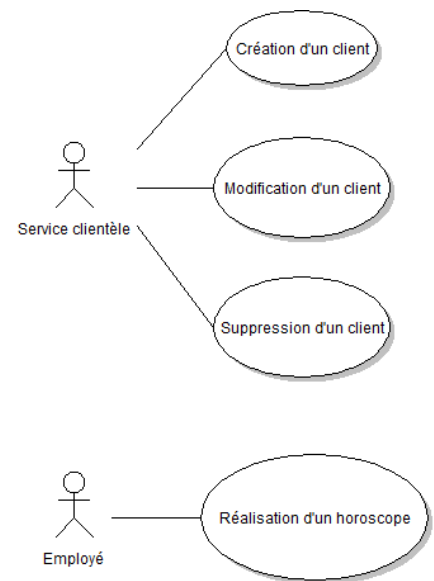 Création d'un client
Modification d'un client
Service clientèle
Suppression d'un client
Réalisation d'un horoscope
Employé